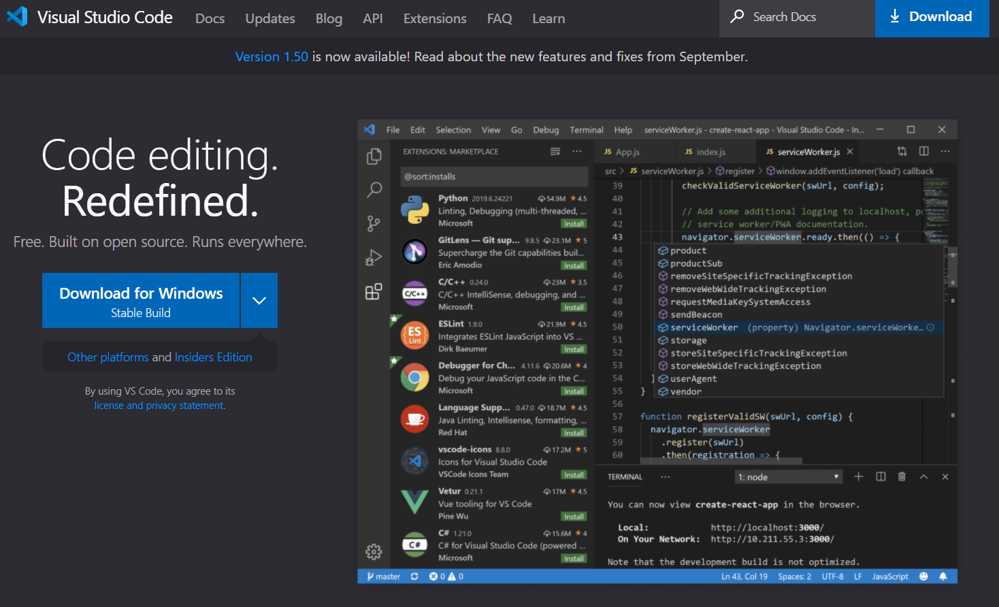 Visual Studio Code Docs Updates Blog API Extensions FAQ Learn Search Docs Download
Version 1.50 is now available! Read about the new features and fixes from September.
Code editing.
Redefined.
Free. Built on open source. Runs everywhere.
Download for Windows
Stable Build
Other platforms and Insiders Edition
By using VS Code, you agree to its
license and privacy statement.
File Edit Selection View Go Debug Terminal Help serviceWorker.js - create-react-app - Visual Studio Code - In...
EXTENSIONS: MARKETPLACE
@sort:installs
Python 2019.6.24221 54.9M 4.5
Linting, Debugging (multi-threaded, ...
Microsoft Install
GitLens — Git sup... 9.8.5 23.1M 5
Supercharge the Git capabilities buil...
Eric Amodio Install
C/C++
C/C++ 0.24.0 23M 3.5
C/C++ IntelliSense, debugging, and ...
Microsoft Install
ES
Lint
ESLint 1.9.0 21.9M 4.5
Integrates ESLint JavaScript into VS ...
Dirk Baeumer Install
Debugger for Ch... 4.11.6 20.6M 4
Debug your JavaScript code in the C...
Microsoft Install
Language Supp... 0.47.0 18.7M 4.5
Java Linting, Intellisense, formatting, ...
Red Hat Install
vscode-icons 8.8.0 17.2M 5
Icons for Visual Studio Code
VSCode Icons Team Install
Vetur 0.21.1 17M 4.5
Vue tooling for VS Code
Pine Wu Install
C#
C# 1.21.0 15.6M 4
C# for Visual Studio Code (powered ...
Microsoft Install
JS App.js JS index.js JS serviceWorker.js
src > JS serviceWorker.js > register > window.addEventListener('load') callback
39 checkValidServiceWorker(swUrl, config);
40
41 // Add some additional logging to localhost, po
42 // service worker/PWA documentation.
43 navigator.serviceWorker.ready.then(() => {
44 product
45 productSub
46 removeSiteSpecificTrackingException
47 removeWebWideTrackingException
48 requestMediaKeySystemAccess
49 sendBeacon
50 serviceWorker (property) Navigator.serviceWorke...
51 storage
52 storeSiteSpecificTrackingException
53 storeWebWideTrackingException
54 } userAgent
55 } vendor
56
57 function registerValidSW(swUrl, config) {
58 navigator.serviceWorker
59 .register(swUrl)
60 .then(registration => {
TERMINAL ... 1: node
You can now view create-react-app in the browser.
Local: http://localhost:3000/
On Your Network: http://10.211.55.3:3000/
Note that the development build is not optimized.
master 0 0 Ln 43, Col 19 Spaces: 2 UTF-8 LF JavaScript